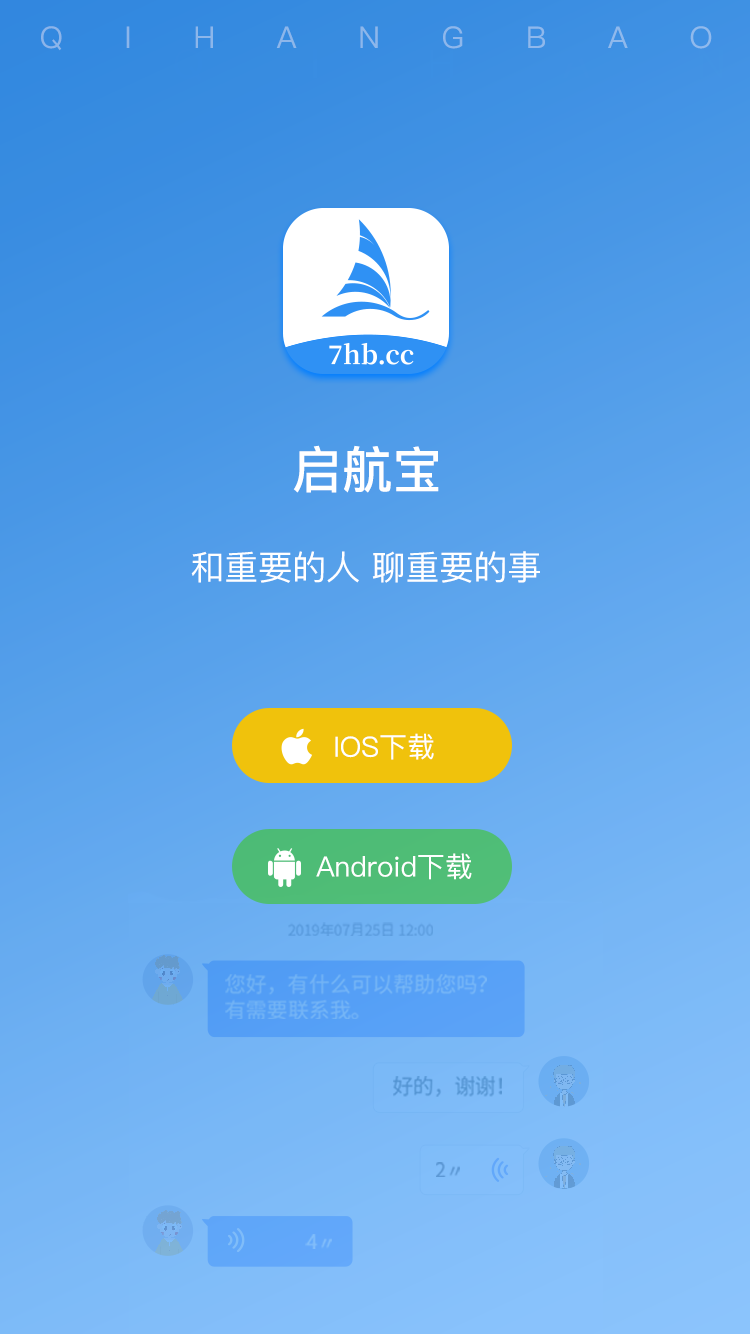 QIHANGBAO
7hb.cc
启航宝
和重要的人 聊重要的事
IOS下载
Android下载
2019年07月25日 12:00
您好，有什么可以帮助您吗？
有需要联系我。
好的，谢谢！
2〃
4〃